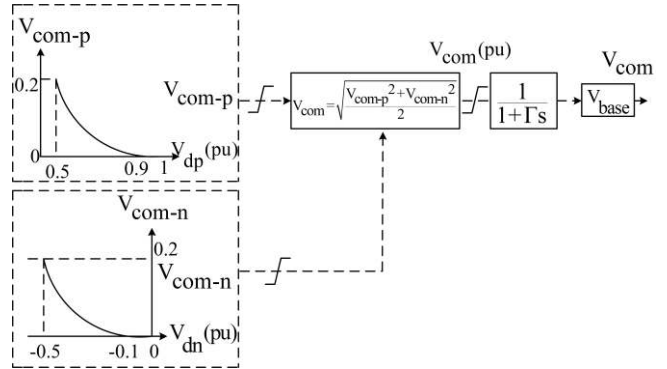 V_com-p
0.2
0
0.5
0.9
1
V_dp(pu)
V_com-p
V_com=√((V_com-p²+V_com-n²)/2)
V_com(pu)
1/(1+Γs)
V_com
V_base
V_com-n
0.2
V_com-n
V_dn(pu)
-0.5
-0.1
0